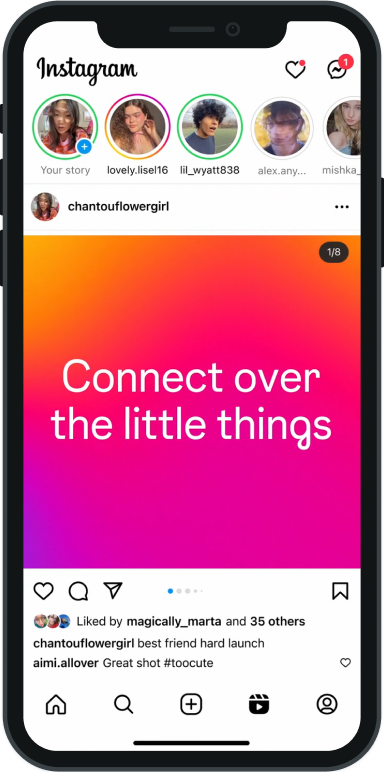 Instagram
1
Your story
lovely.lisel16
lil_wyatt838
alex.any...
mishka_
chantouflowergirl
1/8
Connect over
the little things
Liked by magically_marta and 35 others
chantouflowergirl best friend hard launch
aimi.allover Great shot #toocute